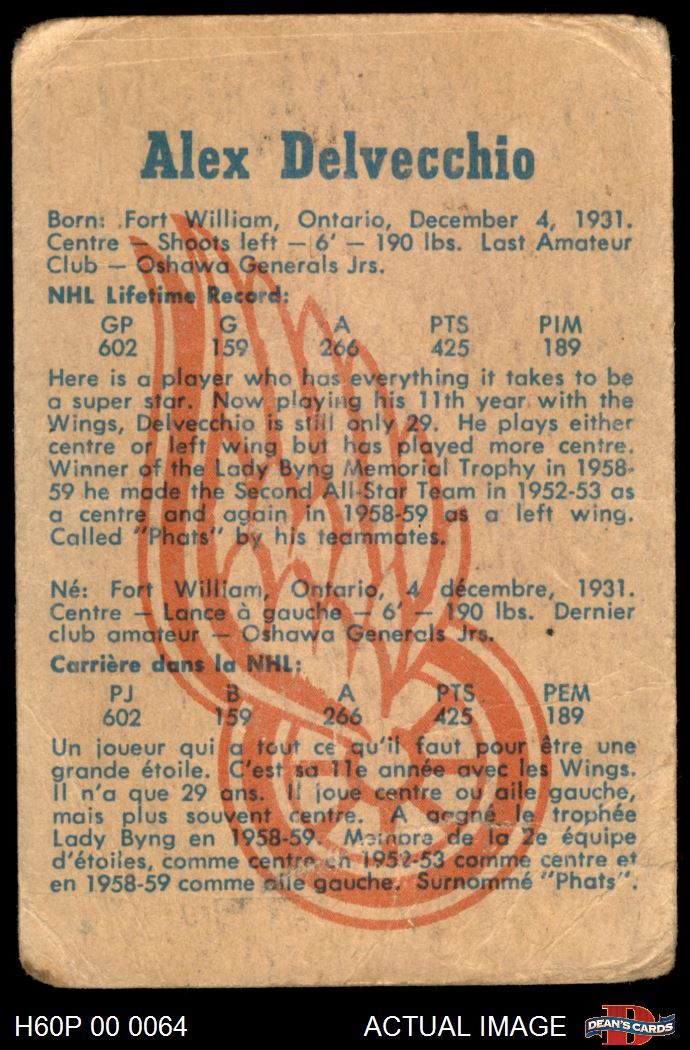 Alex Delvecchio
Born: Fort William, Ontario, December 4, 1931.
Centre — Shoots left — 6' — 190 lbs. Last Amateur
Club — Oshawa Generals Jrs.
NHL Lifetime Record:
GP G A PTS PIM
602 159 266 425 189
Here is a player who has everything it takes to be
a super star. Now playing his 11th year with the
Wings, Delvecchio is still only 29. He plays either
centre or left wing but has played more centre.
Winner of the Lady Byng Memorial Trophy in 1958-
59 he made the Second All-Star Team in 1952-53 as
a centre and again in 1958-59 as a left wing.
Called "Phats" by his teammates.
Né: Fort William, Ontario, 4 décembre, 1931.
Centre — Lance à gauche — 6' — 190 lbs. Dernier
club amateur — Oshawa Generals Jrs.
Carrière dans la NHL:
PJ B A PTS PEM
602 159 266 425 189
Un joueur qui a tout ce qu'il faut pour être une
grande étoile. C'est sa 11e année avec les Wings.
Il n'a que 29 ans. Il joue centre ou aile gauche,
mais plus souvent centre. A gagné le trophée
Lady Byng en 1958-59. Membre de la 2e équipe
d'étoiles, comme centre en 1952-53 comme centre et
en 1958-59 comme aile gauche. Surnommé "Phats".
H60P 00 0064 ACTUAL IMAGE D DEAN'S CARDS